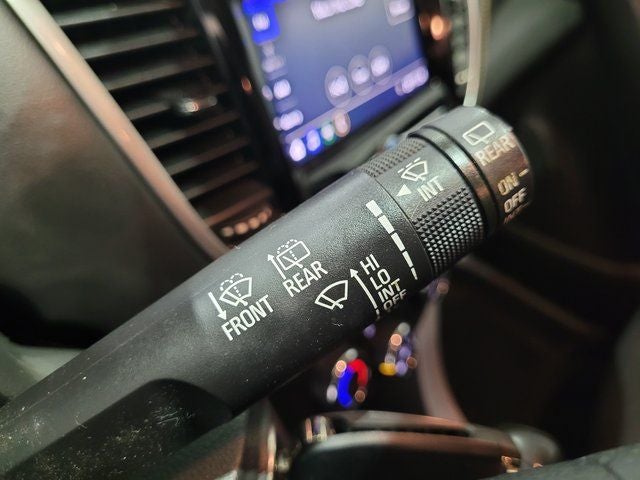 FRONT
REAR
HI
LO
INT
OFF
INT
REAR
ON
OFF